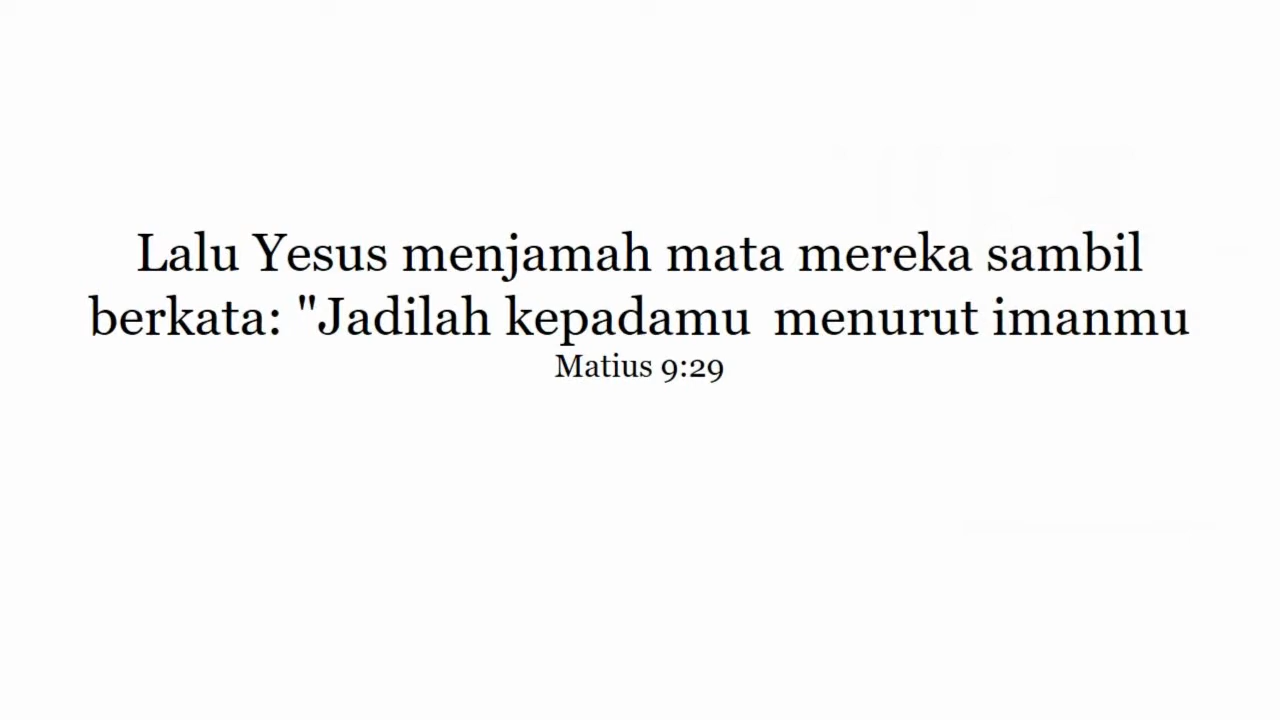 Lalu Yesus menjamah mata mereka sambil
berkata: "Jadilah kepadamu menurut imanmu
Matius 9:29